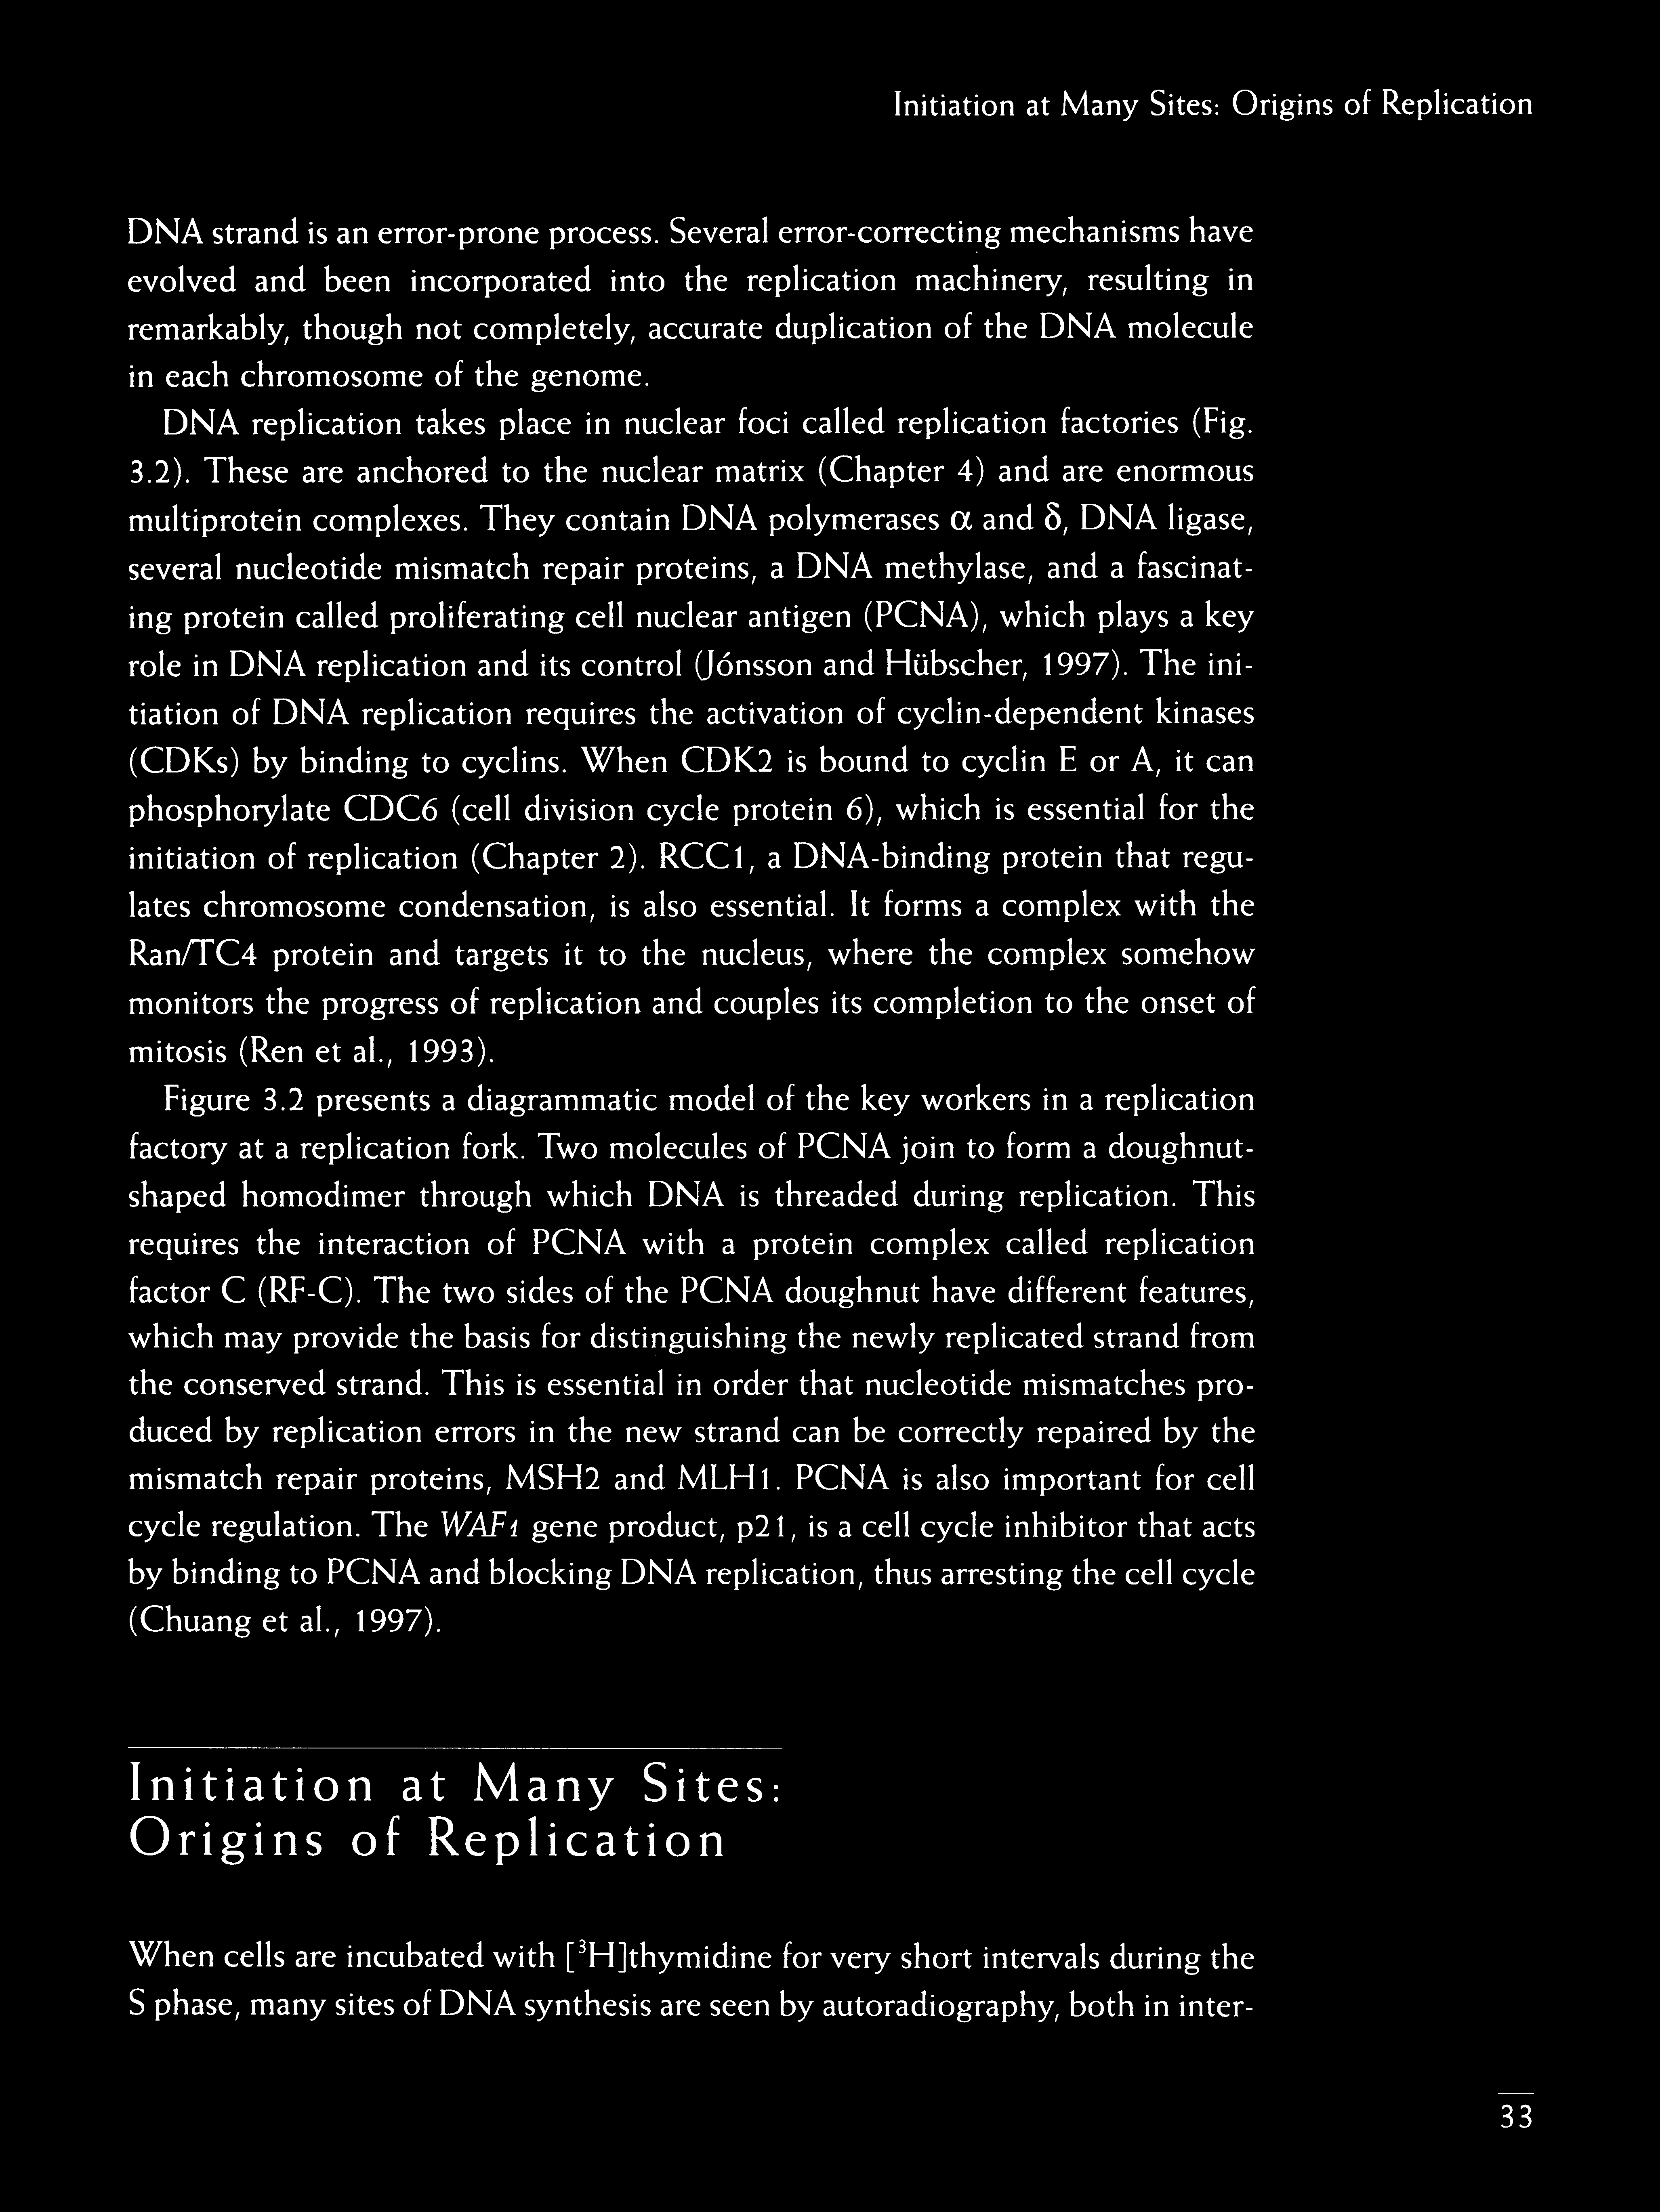 Initiation at Many Sites: Origins of Replication
DNA strand is an error-prone process. Several error-correcting mechanisms have
evolved and been incorporated into the replication machinery, resulting in
remarkably, though not completely, accurate duplication of the DNA molecule
in each chromosome of the genome.
DNA replication takes place in nuclear foci called replication factories (Fig.
3.2). These are anchored to the nuclear matrix (Chapter 4) and are enormous
multiprotein complexes. They contain DNA polymerases α and δ, DNA ligase,
several nucleotide mismatch repair proteins, a DNA methylase, and a fascinat-
ing protein called proliferating cell nuclear antigen (PCNA), which plays a key
role in DNA replication and its control (Jónsson and Hübscher, 1997). The ini-
tiation of DNA replication requires the activation of cyclin-dependent kinases
(CDKs) by binding to cyclins. When CDK2 is bound to cyclin E or A, it can
phosphorylate CDC6 (cell division cycle protein 6), which is essential for the
initiation of replication (Chapter 2). RCC1, a DNA-binding protein that regu-
lates chromosome condensation, is also essential. It forms a complex with the
Ran/TC4 protein and targets it to the nucleus, where the complex somehow
monitors the progress of replication and couples its completion to the onset of
mitosis (Ren et al., 1993).
Figure 3.2 presents a diagrammatic model of the key workers in a replication
factory at a replication fork. Two molecules of PCNA join to form a doughnut-
shaped homodimer through which DNA is threaded during replication. This
requires the interaction of PCNA with a protein complex called replication
factor C (RF-C). The two sides of the PCNA doughnut have different features,
which may provide the basis for distinguishing the newly replicated strand from
the conserved strand. This is essential in order that nucleotide mismatches pro-
duced by replication errors in the new strand can be correctly repaired by the
mismatch repair proteins, MSH2 and MLH1. PCNA is also important for cell
cycle regulation. The WAF1 gene product, p21, is a cell cycle inhibitor that acts
by binding to PCNA and blocking DNA replication, thus arresting the cell cycle
(Chuang et al., 1997).
Initiation at Many Sites:
Origins of Replication
When cells are incubated with [³H]thymidine for very short intervals during the
S phase, many sites of DNA synthesis are seen by autoradiography, both in inter-
33